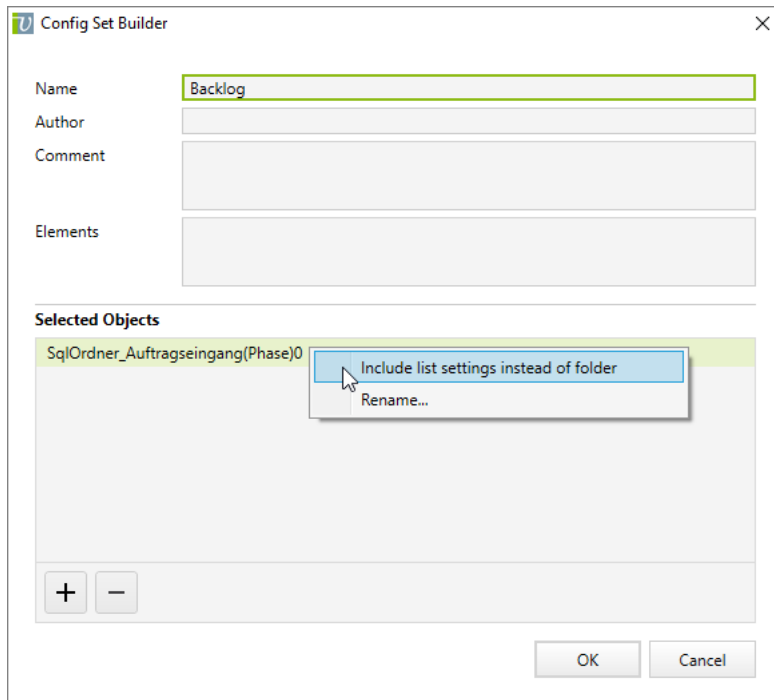 Config Set Builder
Name Backlog
Author
Comment
Elements
Selected Objects
SqlOrdner_Auftragseingang(Phase)0
Include list settings instead of folder
Rename...
OK Cancel